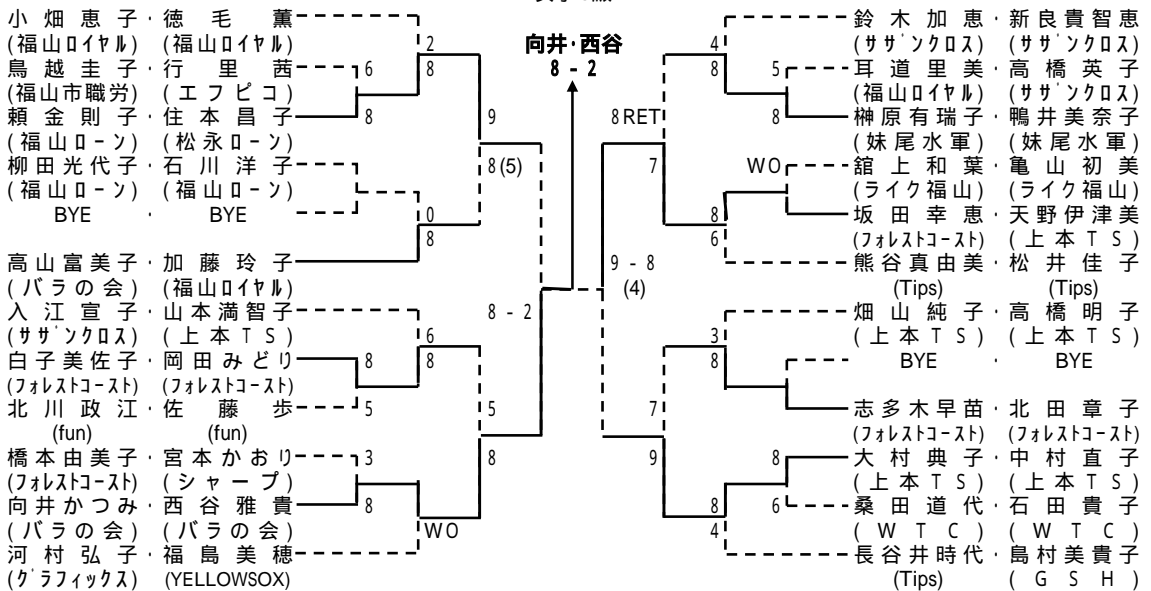 小畑恵子・徳毛薫
(福山ロイヤル) (福山ロイヤル)
鳥越圭子・行里茜
(福山市職労) (エフピコ)
頼金則子・住本昌子
(福山ローン) (松永ローン)
柳田光代子・石川洋子
(福山ローン) (福山ローン)
BYE ・ BYE
高山富美子・加藤玲子
(バラの会) (福山ロイヤル)
入江宣子・山本満智子
(ササンクロス) (上本TS)
白子美佐子・岡田みどり
(フォレストコースト) (フォレストコースト)
北川政江・佐藤歩
(fun) (fun)
橋本由美子・宮本かおり
(フォレストコースト) (シャープ)
向井かつみ・西谷雅貴
(バラの会) (バラの会)
河村弘子・福島美穂
(グラフィックス) (YELLOWSOX)
2
8
6
8
9
8(5)
0
8
6
8
8
5
5
8
3
8
WO
8-2
向井・西谷
8-2
8RET
9-8
(4)
4
8
5
8
7
WO
8
6
3
8
7
9
8
6
8
4
鈴木加恵・新良貴智恵
(ササンクロス) (ササンクロス)
耳道里美・高橋英子
(福山ロイヤル) (ササンクロス)
榊原有瑞子・鴨井美奈子
(妹尾水軍) (妹尾水軍)
舘上和葉・亀山初美
(ライク福山) (ライク福山)
坂田幸恵・天野伊津美
(フォレストコースト) (上本TS)
熊谷真由美・松井佳子
(Tips) (Tips)
畑山純子・高橋明子
(上本TS) (上本TS)
BYE ・ BYE
志多木早苗・北田章子
(フォレストコースト) (フォレストコースト)
大村典子・中村直子
(上本TS) (上本TS)
桑田道代・石田貴子
(WTC) (WTC)
長谷井時代・島村美貴子
(Tips) (GSH)